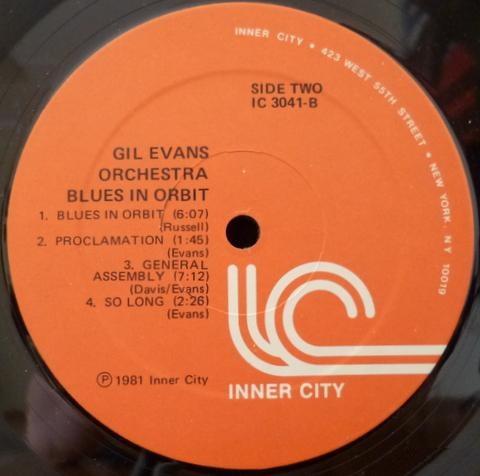 INNER CITY • 423 WEST 55TH STREET • NEW YORK, N Y 10019
SIDE TWO
IC 3041-B
GIL EVANS
ORCHESTRA
BLUES IN ORBIT
1. BLUES IN ORBIT (6:07)
(Russell)
2. PROCLAMATION (1:45)
(Evans)
3. GENERAL
ASSEMBLY (7:12)
(Davis/Evans)
4. SO LONG (2:26)
(Evans)
Ⓟ 1981 Inner City
IC
INNER CITY